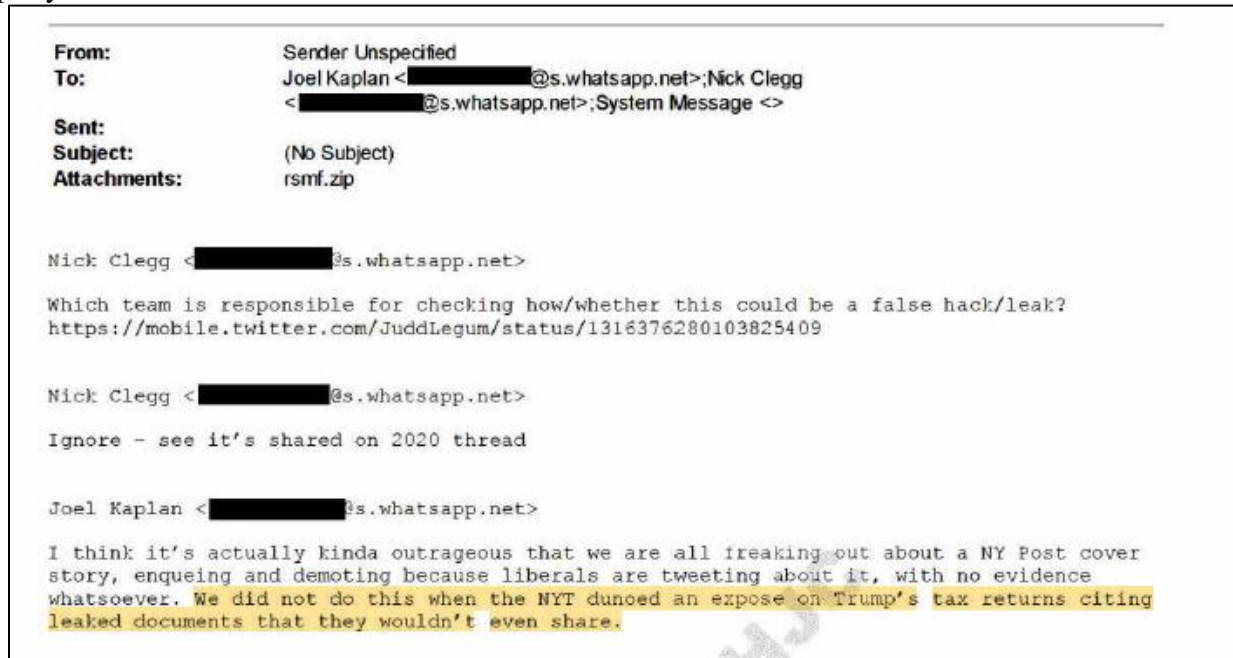 From: Sender Unspecified
To: Joel Kaplan < @s.whatsapp.net>;Nick Clegg
< @s.whatsapp.net>;System Message <>
Sent:
Subject: (No Subject)
Attachments: rsmf.zip
Nick Clegg < @s.whatsapp.net>
Which team is responsible for checking how/whether this could be a false hack/leak?
https://mobile.twitter.com/JuddLegum/status/1316376280103825409
Nick Clegg < @s.whatsapp.net>
Ignore – see it's shared on 2020 thread
Joel Kaplan < @s.whatsapp.net>
I think it's actually kinda outrageous that we are all freaking out about a NY Post cover
story, enqueing and demoting because liberals are tweeting about it, with no evidence
whatsoever. We did not do this when the NYT dunoed an expose on Trump's tax returns citing
leaked documents that they wouldn't even share.